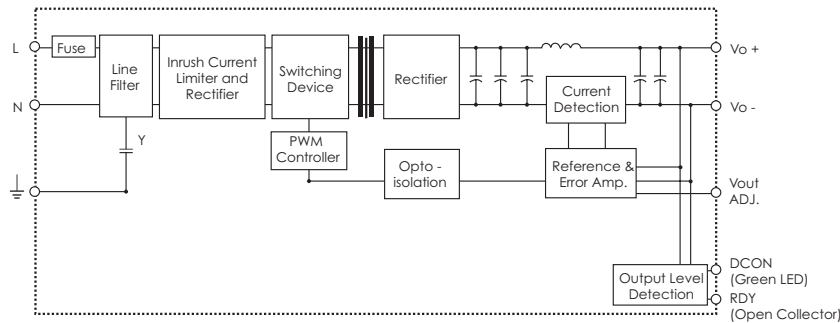 L
Fuse
Line
Filter
Inrush Current
Limiter and
Rectifier
Switching
Device
Rectifier
Vo +
N
Current
Detection
Vo -
Y
PWM
Controller
Opto -
isolation
Reference &
Error Amp.
Vout
ADJ.
Output Level
Detection
DCON
(Green LED)
RDY
(Open Collector)